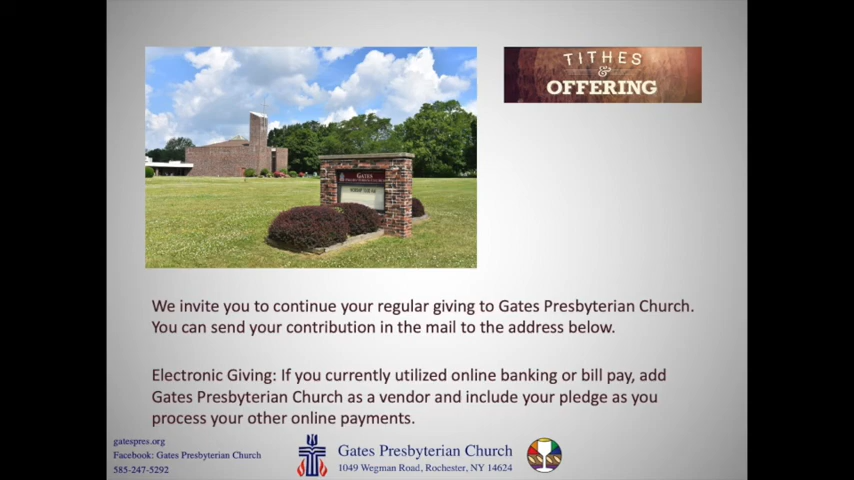 TITHES
&
OFFERING
GATES
We invite you to continue your regular giving to Gates Presbyterian Church.
You can send your contribution in the mail to the address below.
Electronic Giving: If you currently utilized online banking or bill pay, add
Gates Presbyterian Church as a vendor and include your pledge as you
process your other online payments.
gatespres.org
Facebook: Gates Presbyterian Church
585-247-5292
Gates Presbyterian Church
1049 Wegman Road, Rochester, NY 14624